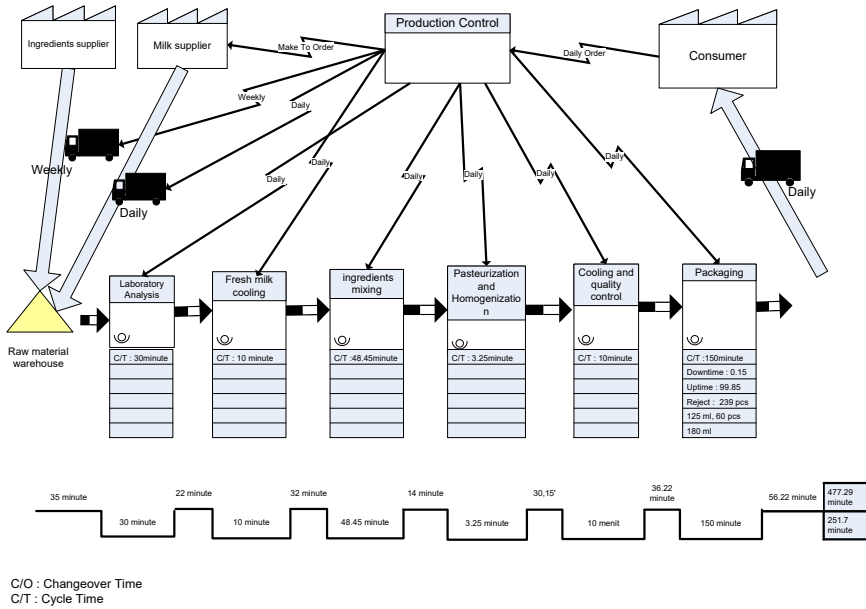 Production Control
Ingredients supplier
Milk supplier
Make To Order
Daily Order
Consumer
Weekly
Daily
Weekly
Daily
Daily
Daily
Daily
Daily
Daily
Daily
Daily
Laboratory
Analysis
Fresh milk
cooling
ingredients
mixing
Pasteurization
and
Homogenizatio
n
Cooling and
quality
control
Packaging
Raw material
warehouse
C/T : 30minute
C/T : 10 minute
C/T :48.45minute
C/T : 3.25minute
C/T : 10minute
C/T :150minute
Downtime : 0.15
Uptime : 99.85
Reject : 239 pcs
125 ml, 60 pcs
180 ml
35 minute
30 minute
22 minute
10 minute
32 minute
48.45 minute
14 minute
3.25 minute
30,15'
10 menit
36.22
minute
150 minute
56.22 minute
477.29
minute
251.7
minute
C/O : Changeover Time
C/T : Cycle Time